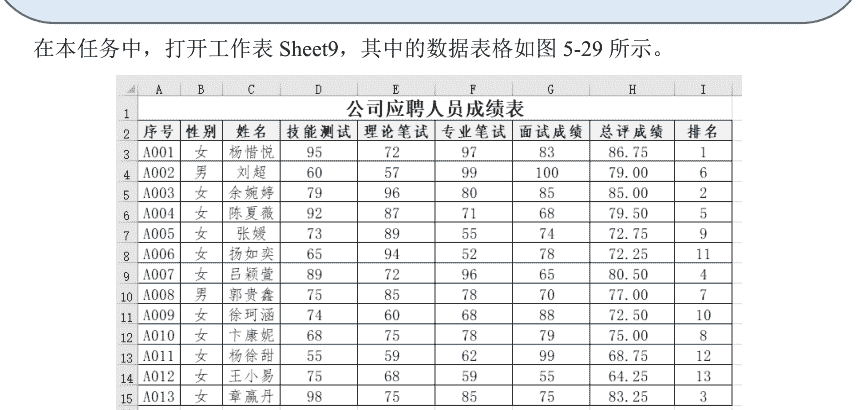 在本任务中，打开工作表 Sheet9，其中的数据表格如图 5-29 所示。
A B C D E F G H I
1 公司应聘人员成绩表
2 序号 性别 姓名 技能测试 理论笔试 专业笔试 面试成绩 总评成绩 排名
3 A001 女 杨惜悦 95 72 97 83 86.75 1
4 A002 男 刘超 60 57 99 100 79.00 6
5 A003 女 余婉婷 79 96 80 85 85.00 2
6 A004 女 陈夏薇 92 87 71 68 79.50 5
7 A005 女 张媛 73 89 55 74 72.75 9
8 A006 女 扬如奕 65 94 52 78 72.25 11
9 A007 女 吕颖萱 89 72 96 65 80.50 4
10 A008 男 郭贵鑫 75 85 78 70 77.00 7
11 A009 女 徐珂涵 74 60 68 88 72.50 10
12 A010 女 卞康妮 68 75 78 79 75.00 8
13 A011 女 杨徐甜 55 59 62 99 68.75 12
14 A012 女 王小易 75 68 59 55 64.25 13
15 A013 女 章赢丹 98 75 85 75 83.25 3